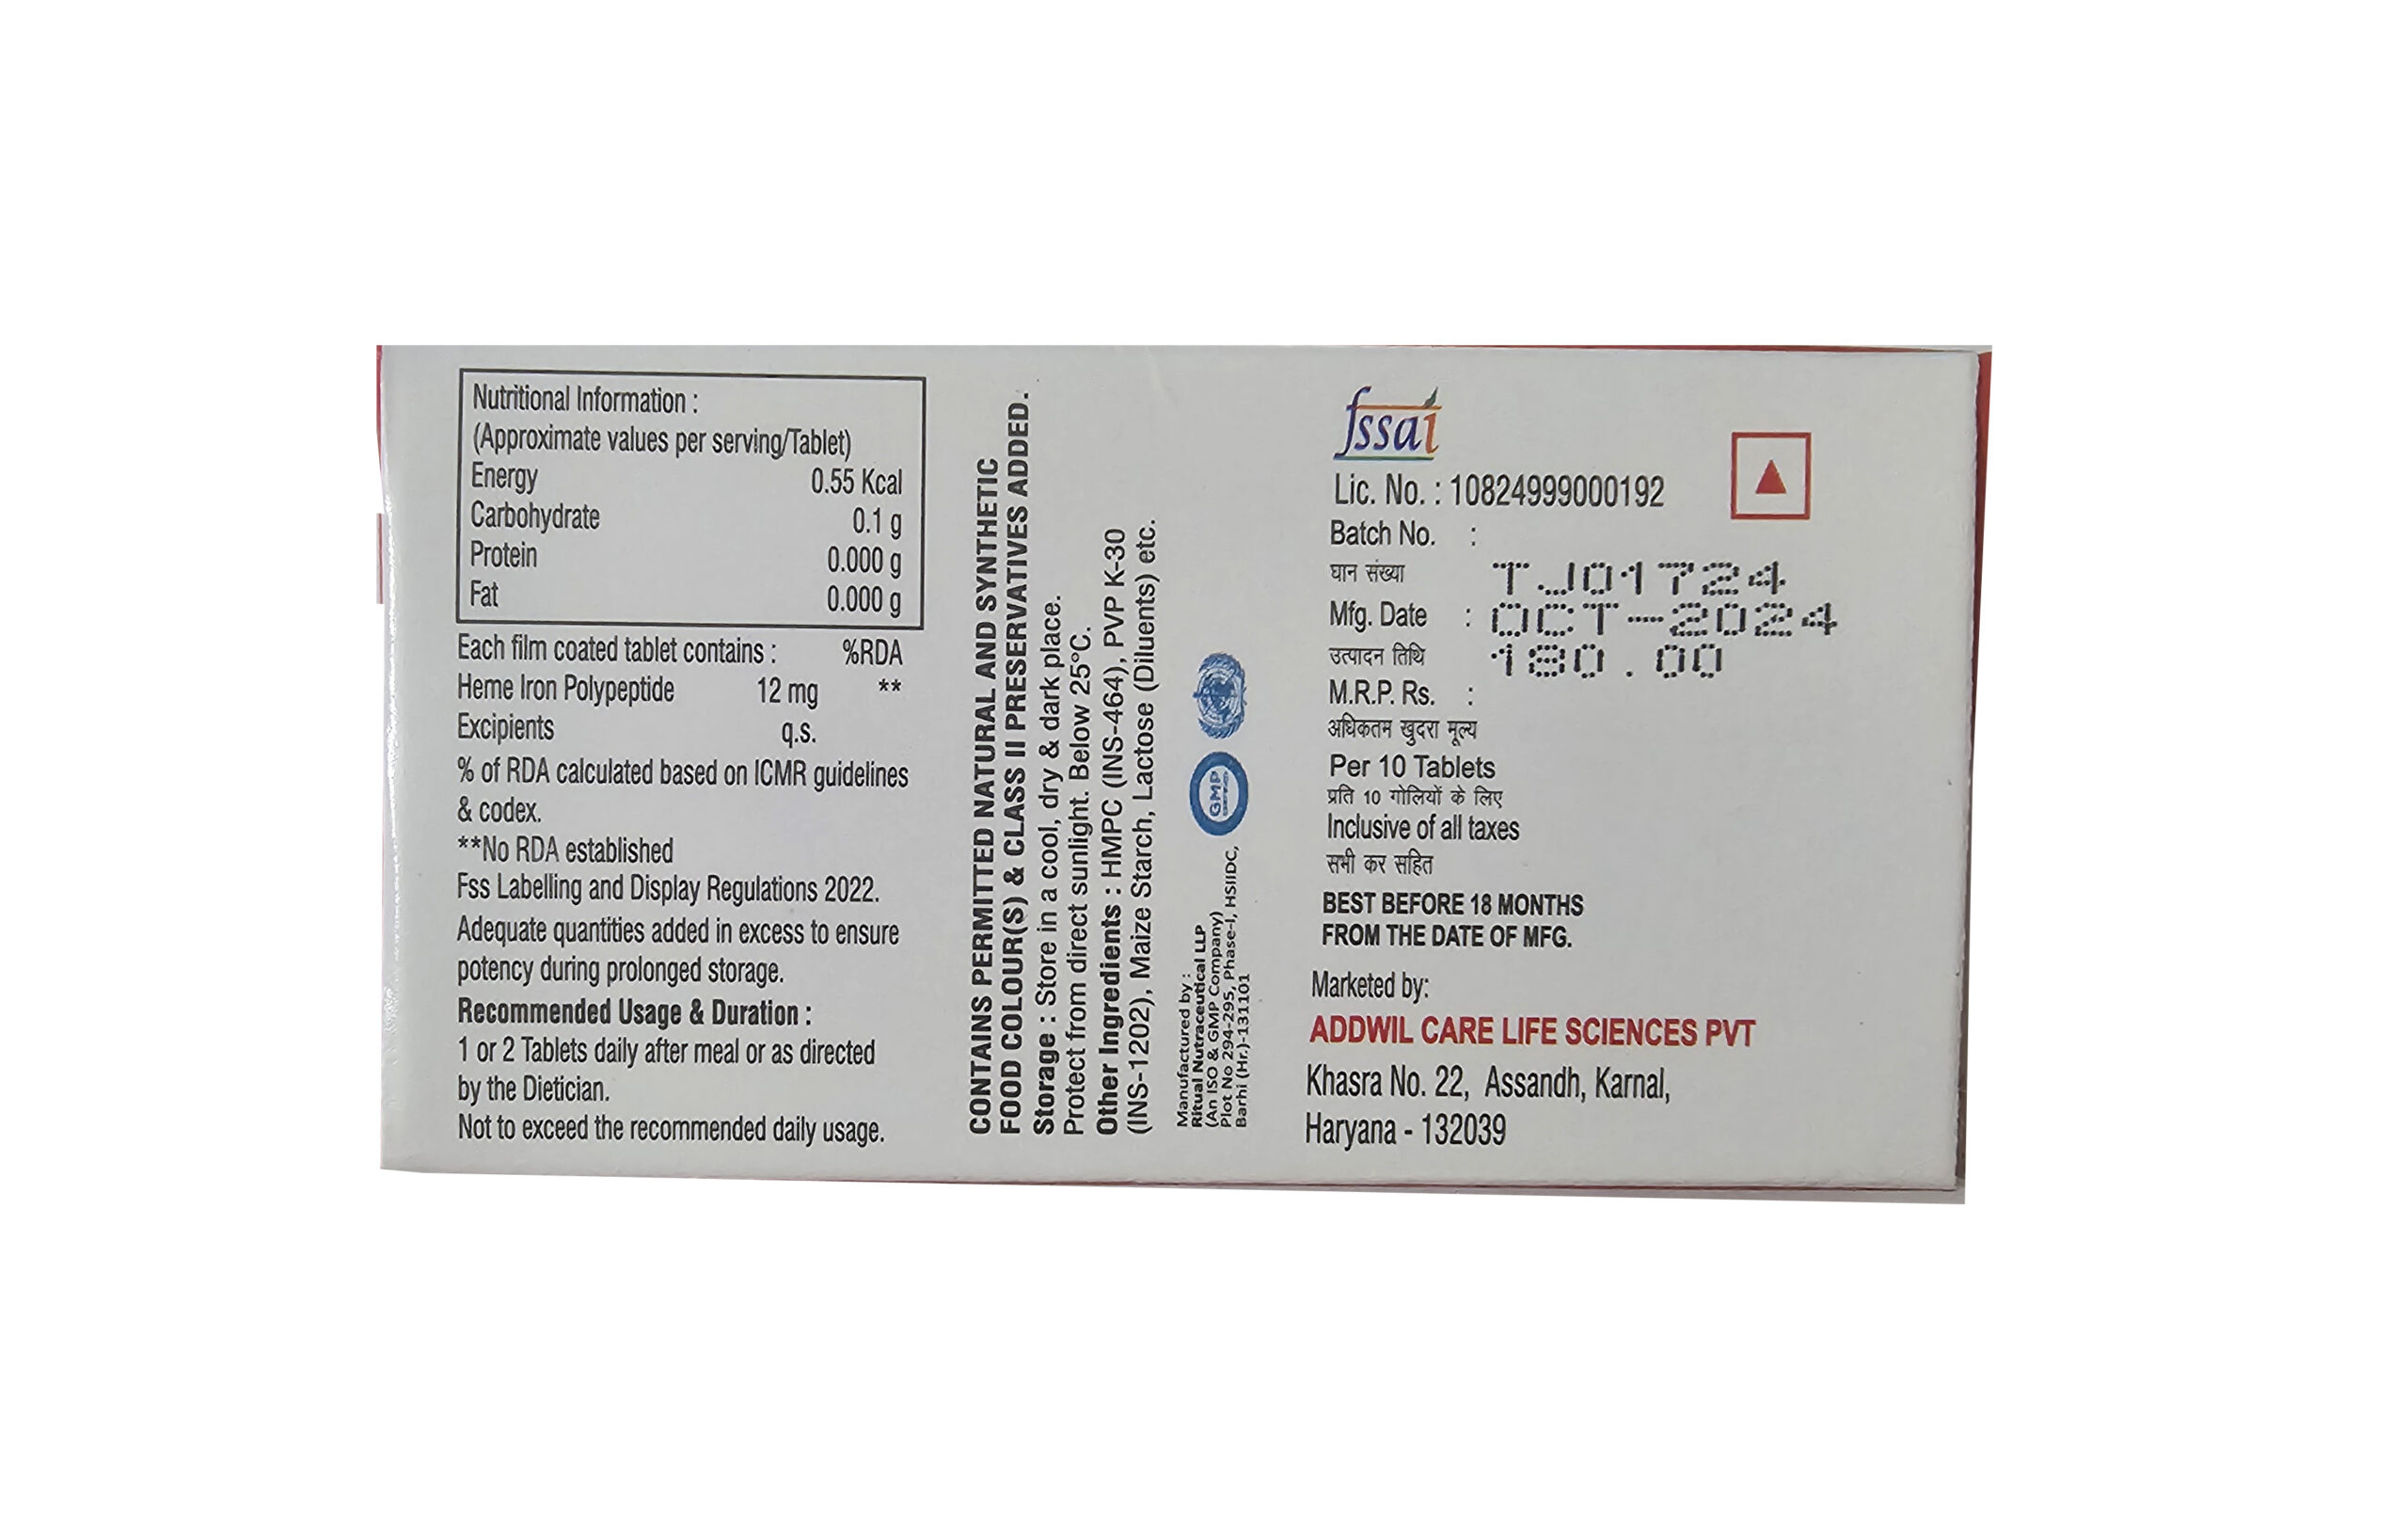 Nutritional Information :
(Approximate values per serving/Tablet)
Energy 0.55 Kcal
Carbohydrate 0.1 g
Protein 0.000 g
Fat 0.000 g
Each film coated tablet contains : %RDA
Heme Iron Polypeptide 12 mg **
Excipients q.s.
% of RDA calculated based on ICMR guidelines
& codex.
**No RDA established
Fss Labelling and Display Regulations 2022.
Adequate quantities added in excess to ensure
potency during prolonged storage.
Recommended Usage & Duration :
1 or 2 Tablets daily after meal or as directed
by the Dietician.
Not to exceed the recommended daily usage.
CONTAINS PERMITTED NATURAL AND SYNTHETIC
FOOD COLOUR(S) & CLASS II PRESERVATIVES ADDED.
Storage : Store in a cool, dry & dark place.
Protect from direct sunlight. Below 25°C.
Other Ingredients : HMPC (INS-464), PVP K-30
(INS-1202), Maize Starch, Lactose (Diluents) etc.
Manufactured by :
Ritual Nutraceutical LLP
(An ISO & GMP Company)
Plot No 294-295, Phase-I, HSIIDC,
Barhi (Hr.)-131101
GMP
fssai
Lic. No. : 10824999000192
Batch No. :
घान संख्या TJ01724
Mfg. Date : OCT-2024
उत्पादन तिथि 180.00
M.R.P. Rs. :
अधिकतम खुदरा मूल्य
Per 10 Tablets
प्रति 10 गोलियों के लिए
Inclusive of all taxes
सभी कर सहित
BEST BEFORE 18 MONTHS
FROM THE DATE OF MFG.
Marketed by:
ADDWIL CARE LIFE SCIENCES PVT
Khasra No. 22, Assandh, Karnal,
Haryana - 132039